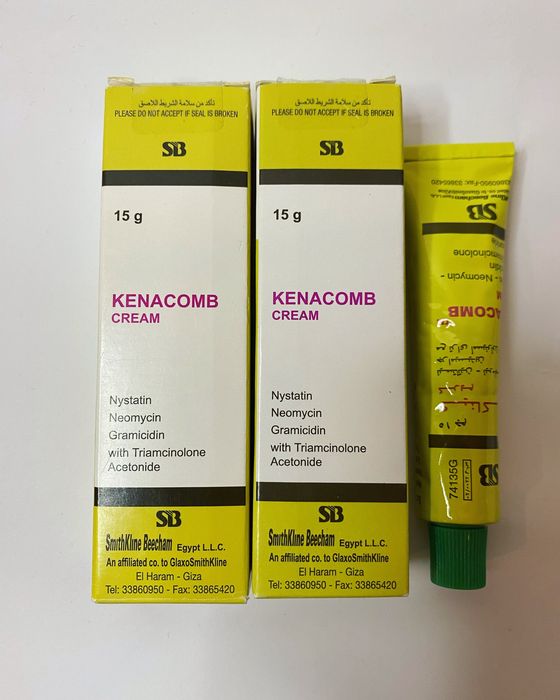 تأكد من سلامة الشريط اللاصق
PLEASE DO NOT ACCEPT IF SEAL IS BROKEN
SB
15 g
KENACOMB
CREAM
Nystatin
Neomycin
Gramicidin
with Triamcinolone
Acetonide
SB
SmithKline Beecham Egypt L.L.C.
An affiliated co. to GlaxoSmithKline
El Haram - Giza
Tel: 33860950 - Fax: 33865420
تأكد من سلامة الشريط اللاصق
PLEASE DO NOT ACCEPT IF SEAL IS BROKEN
SB
15 g
KENACOMB
CREAM
Nystatin
Neomycin
Gramicidin
with Triamcinolone
Acetonide
SB
SmithKline Beecham Egypt L.L.C.
An affiliated co. to GlaxoSmithKline
El Haram - Giza
Tel: 33860950 - Fax: 33865420
3860950-Fax: 33865420
SB
Neomycin -
ACOMB
SB
74135G